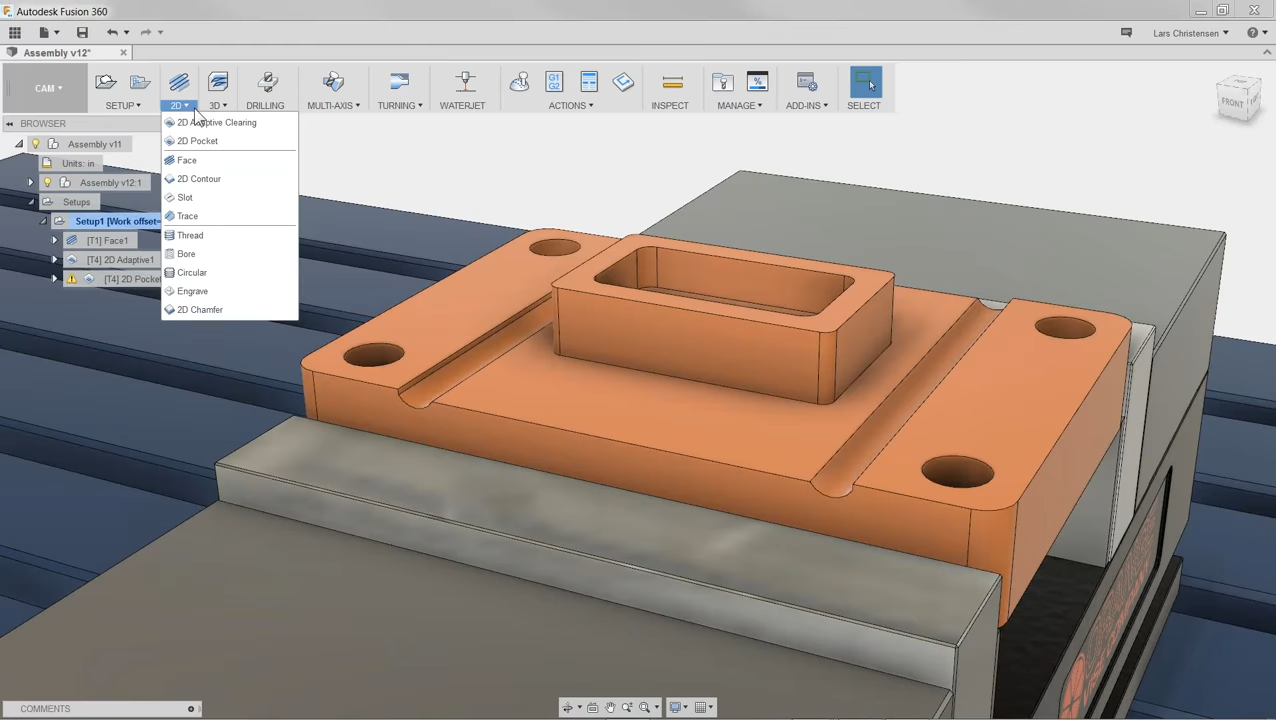 Autodesk Fusion 360
Lars Christensen
Assembly v12*
CAM
SETUP
2D
3D
DRILLING
MULTI-AXIS
TURNING
WATERJET
G1
G2
ACTIONS
INSPECT
%
MANAGE
ADD-INS
SELECT
FRONT
BROWSER
Assembly v11
Units: in
Assembly v12:1
Setups
Setup1 [Work offset=
[T1] Face1
[T4] 2D Adaptive1
[T4] 2D Pocket
2D Adaptive Clearing
2D Pocket
Face
2D Contour
Slot
Trace
Thread
Bore
Circular
Engrave
2D Chamfer
COMMENTS